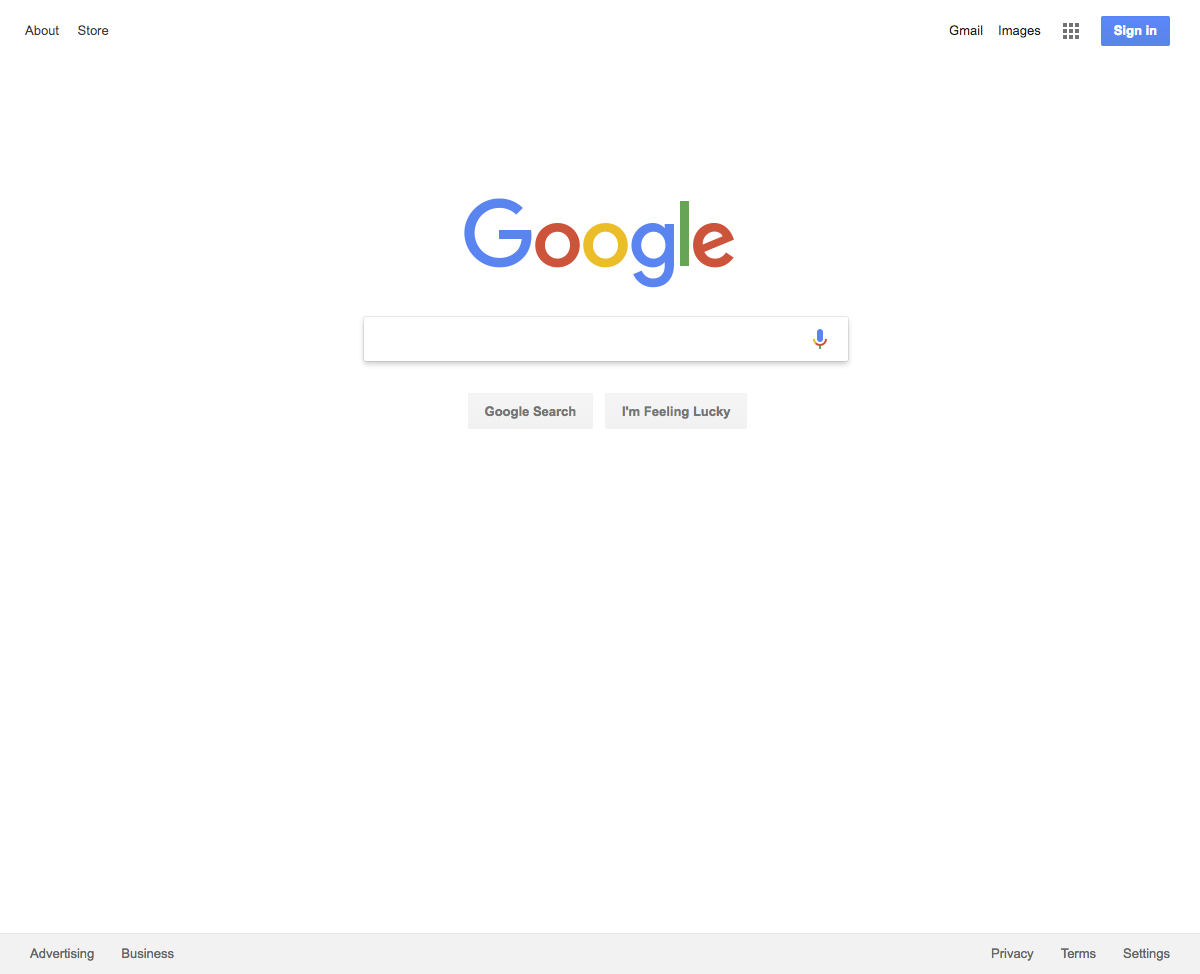 About Store Gmail Images Sign in
Google
Google Search I'm Feeling Lucky
Advertising Business Privacy Terms Settings